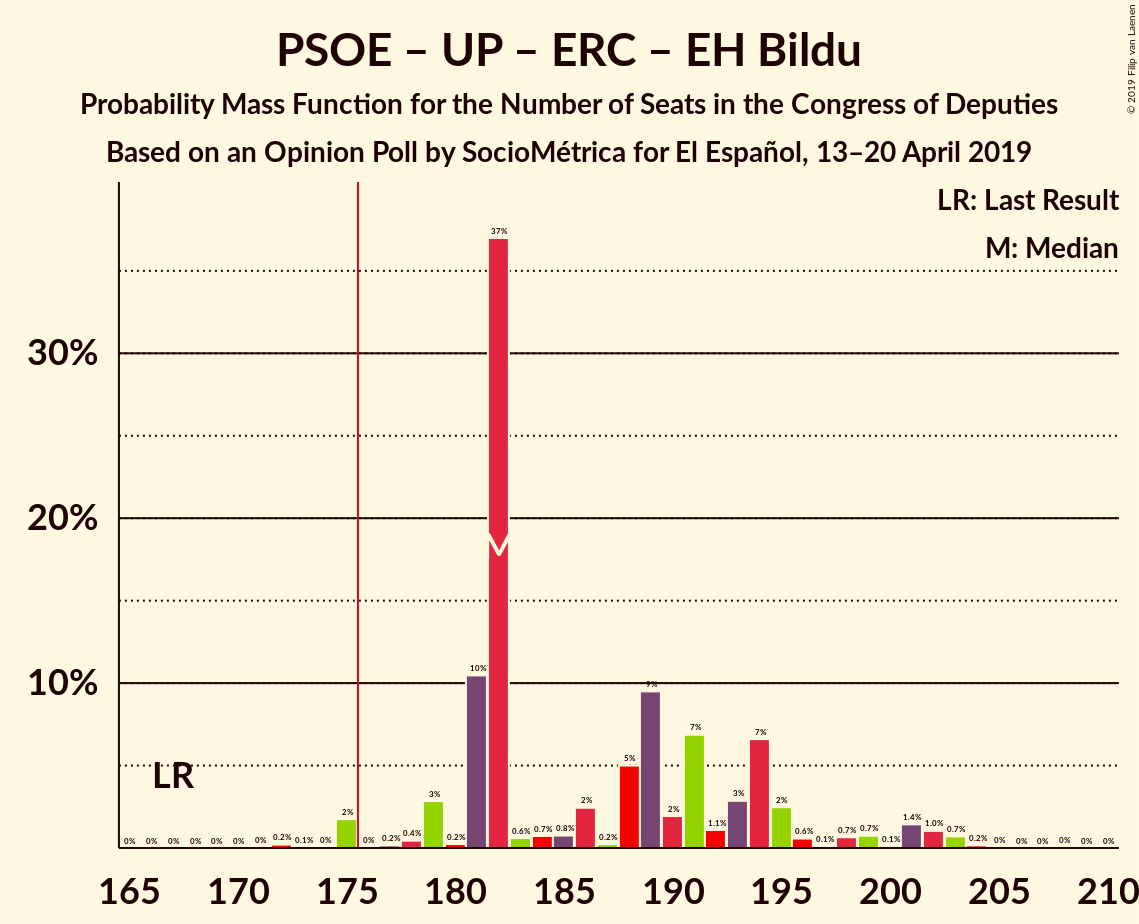 PSOE – UP – ERC – EH Bildu
Probability Mass Function for the Number of Seats in the Congress of Deputies
Based on an Opinion Poll by SocioMétrica for El Español, 13–20 April 2019
© 2019 Filip van Laenen
LR: Last Result
M: Median
30%
20%
10%
LR
0% 0% 0% 0% 0% 0% 0% 0.2% 0.1% 0% 2% 0% 0.2% 0.4% 3% 0.2% 10% 37% 0.6% 0.7% 0.8% 2% 0.2% 5% 9% 2% 7% 1.1% 3% 7% 2% 0.6% 0.1% 0.7% 0.7% 0.1% 1.4% 1.0% 0.7% 0.2% 0% 0% 0% 0% 0% 0%
165 170 175 180 185 190 195 200 205 210